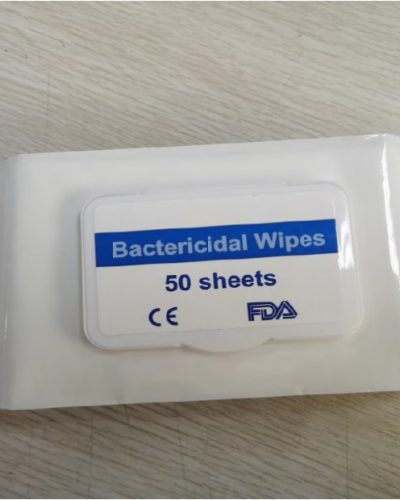 Bactericidal Wipes
50 sheets
CE FDA